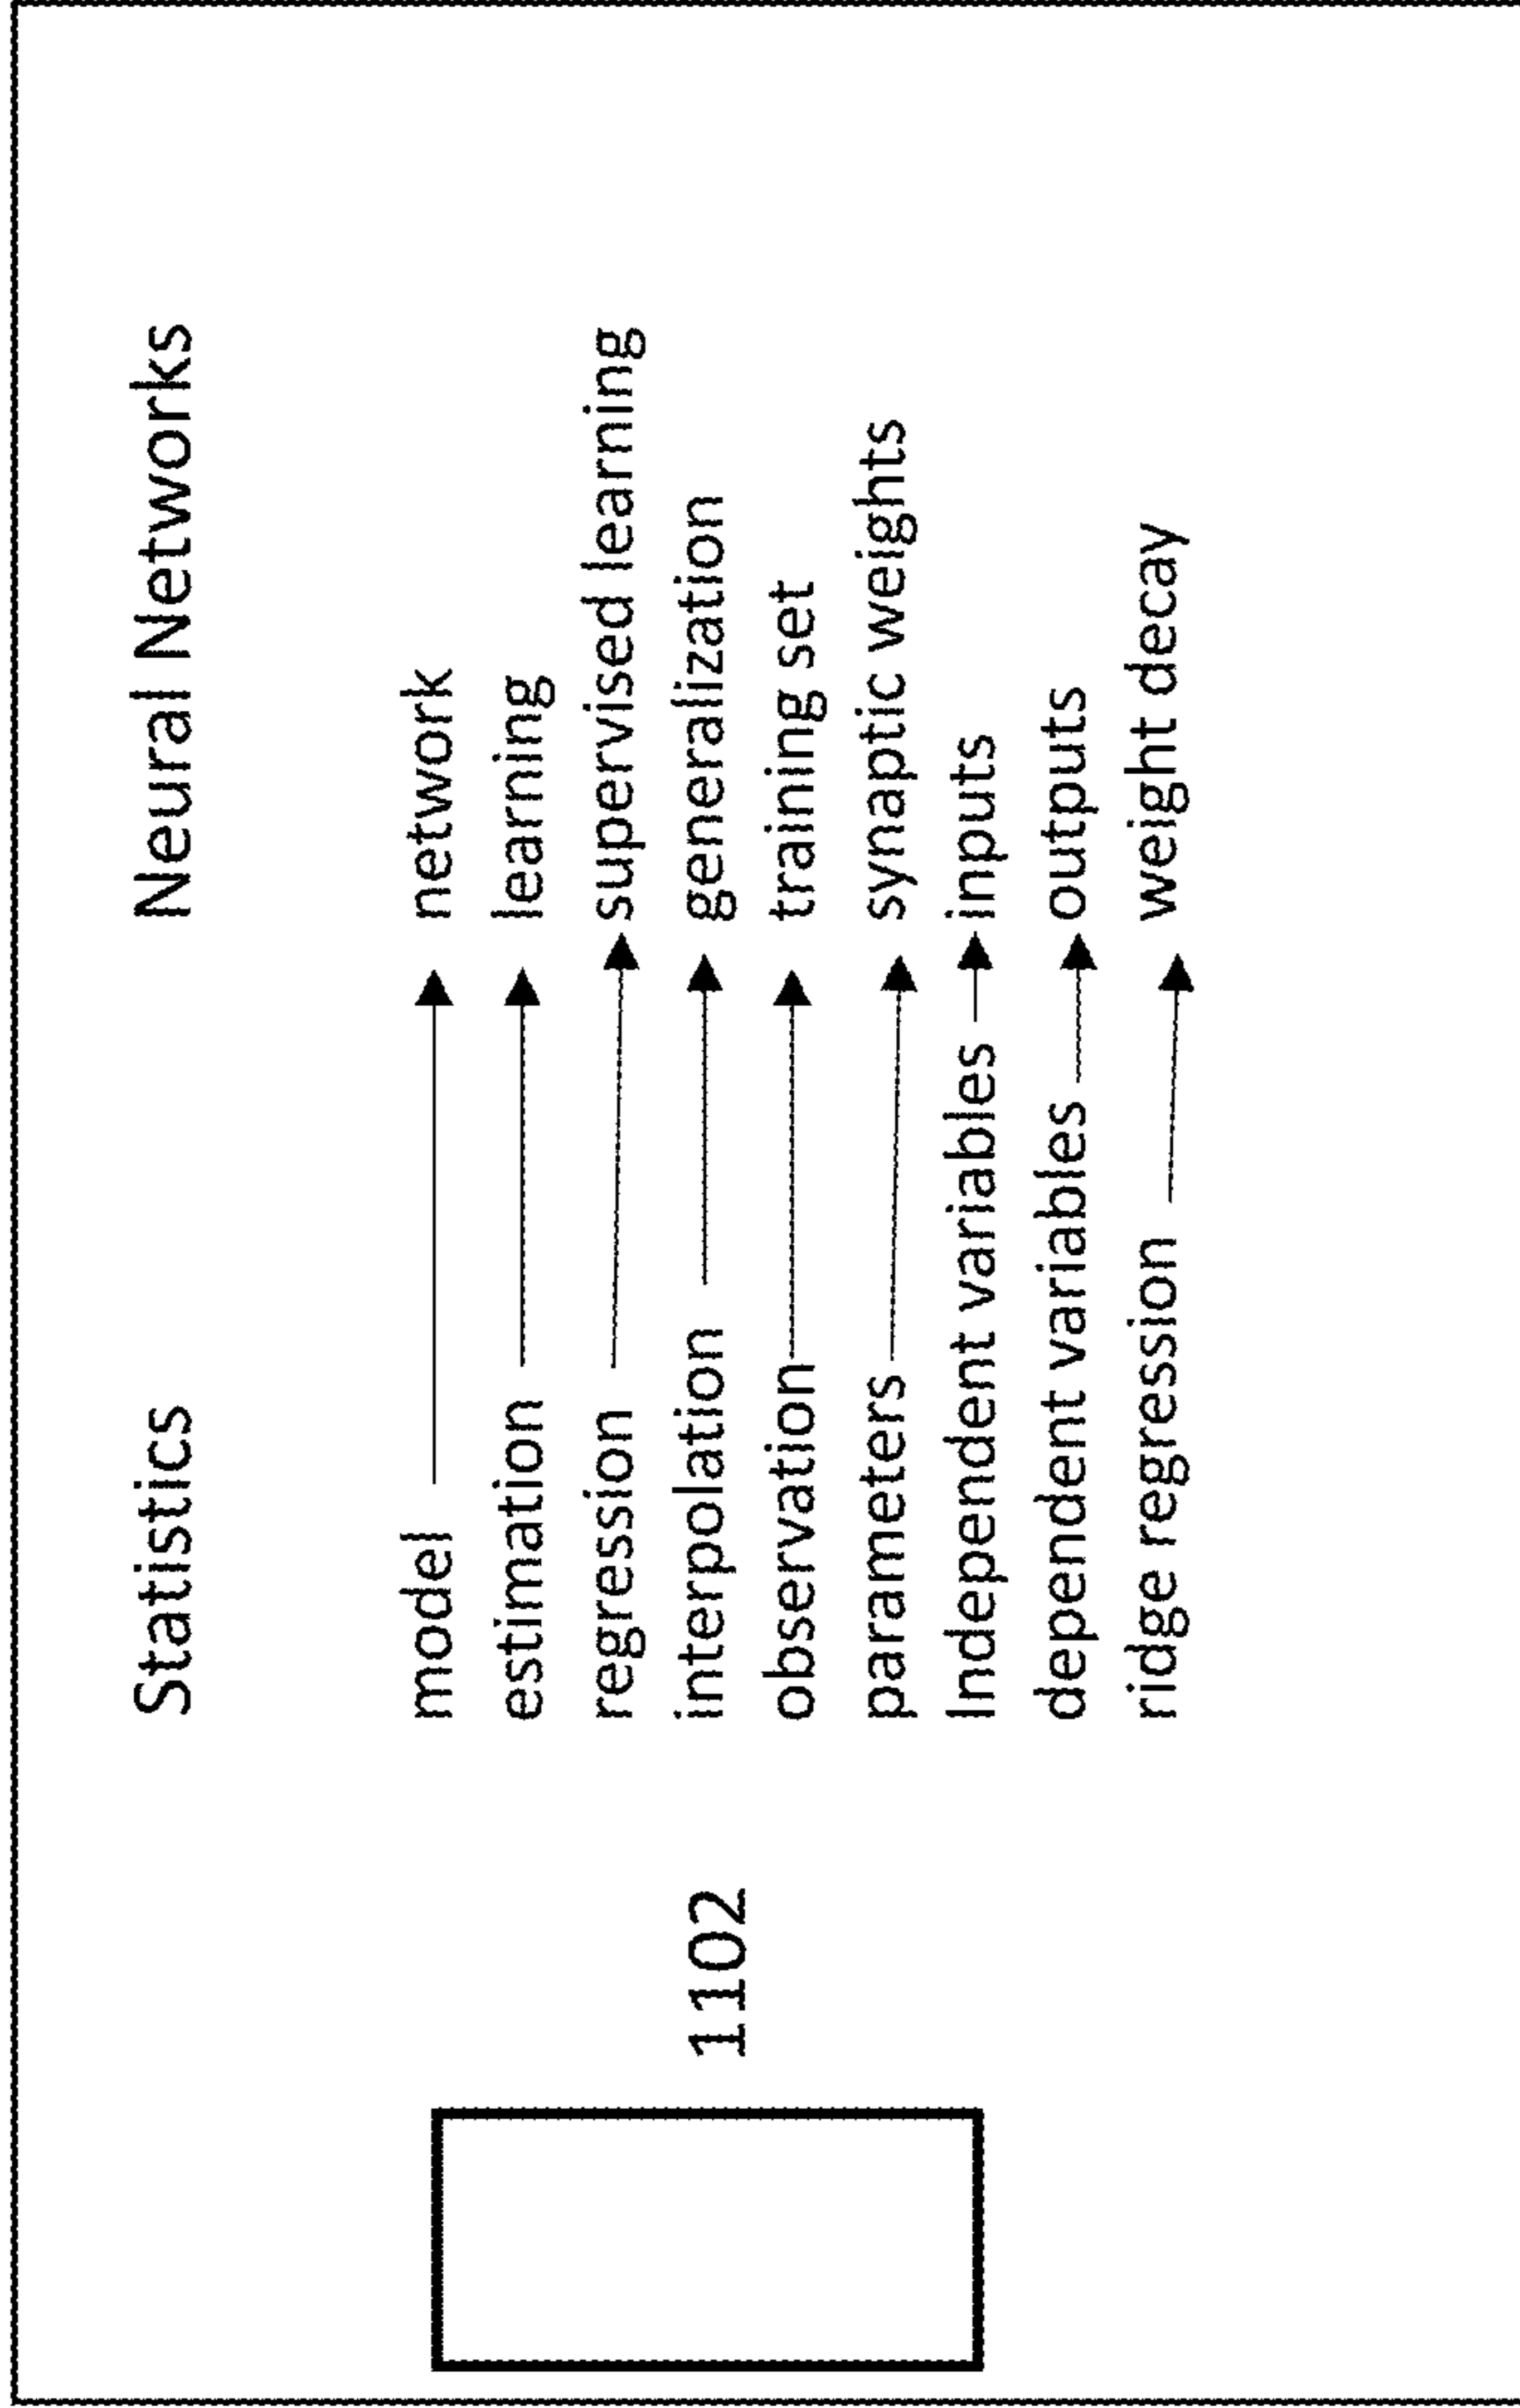 Statistics Neural Networks
model network
estimation learning
regression supervised learning
interpolation generalization
observation training set
parameters synaptic weights
Independent variables inputs
dependent variables outputs
ridge regression weight decay
1102